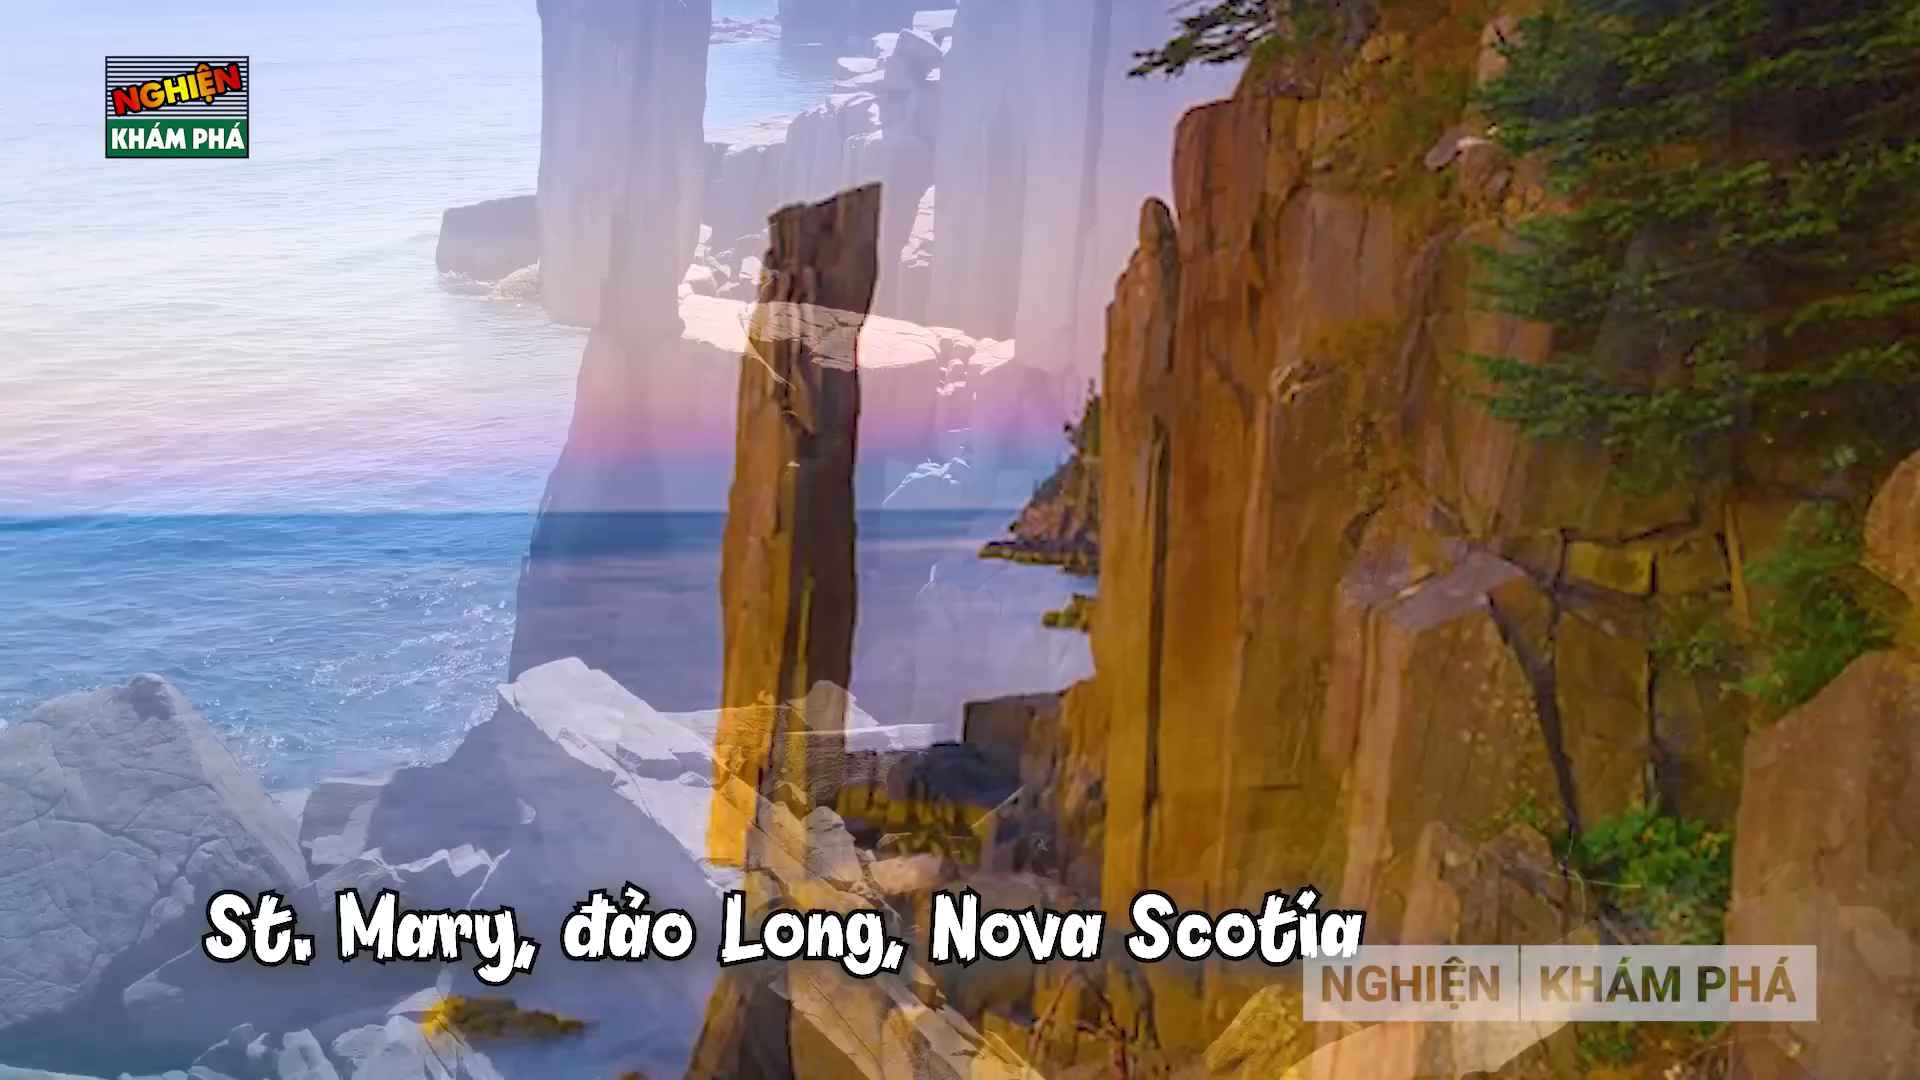 NGHIỆN
KHÁM PHÁ
St. Mary, đảo Long, Nova Scotia
NGHIỆN KHÁM PHÁ